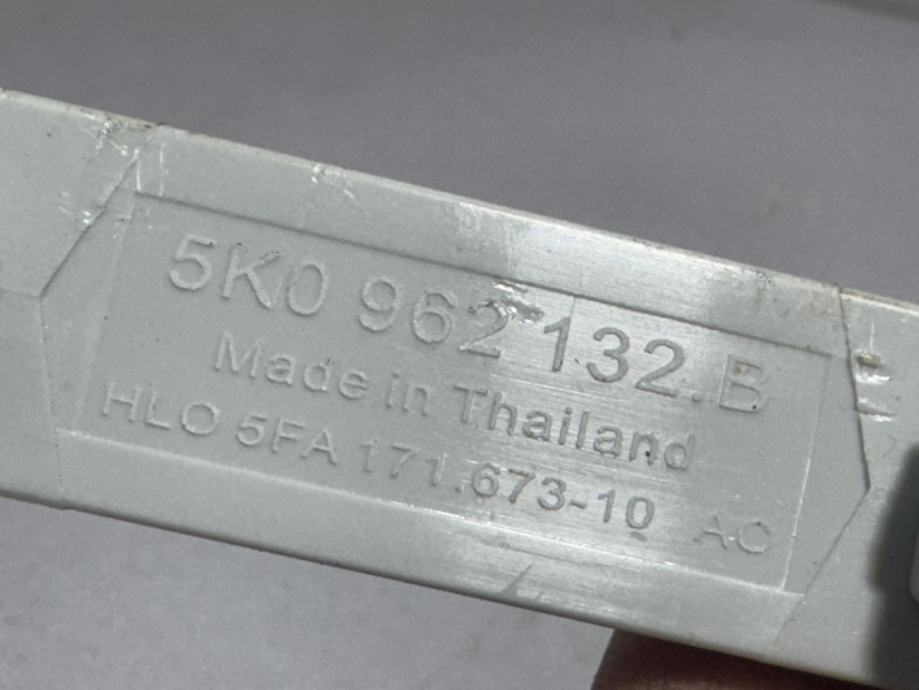 5K0 962 132.B
Made in Thailand
HLO 5FA 171.673-10 AC